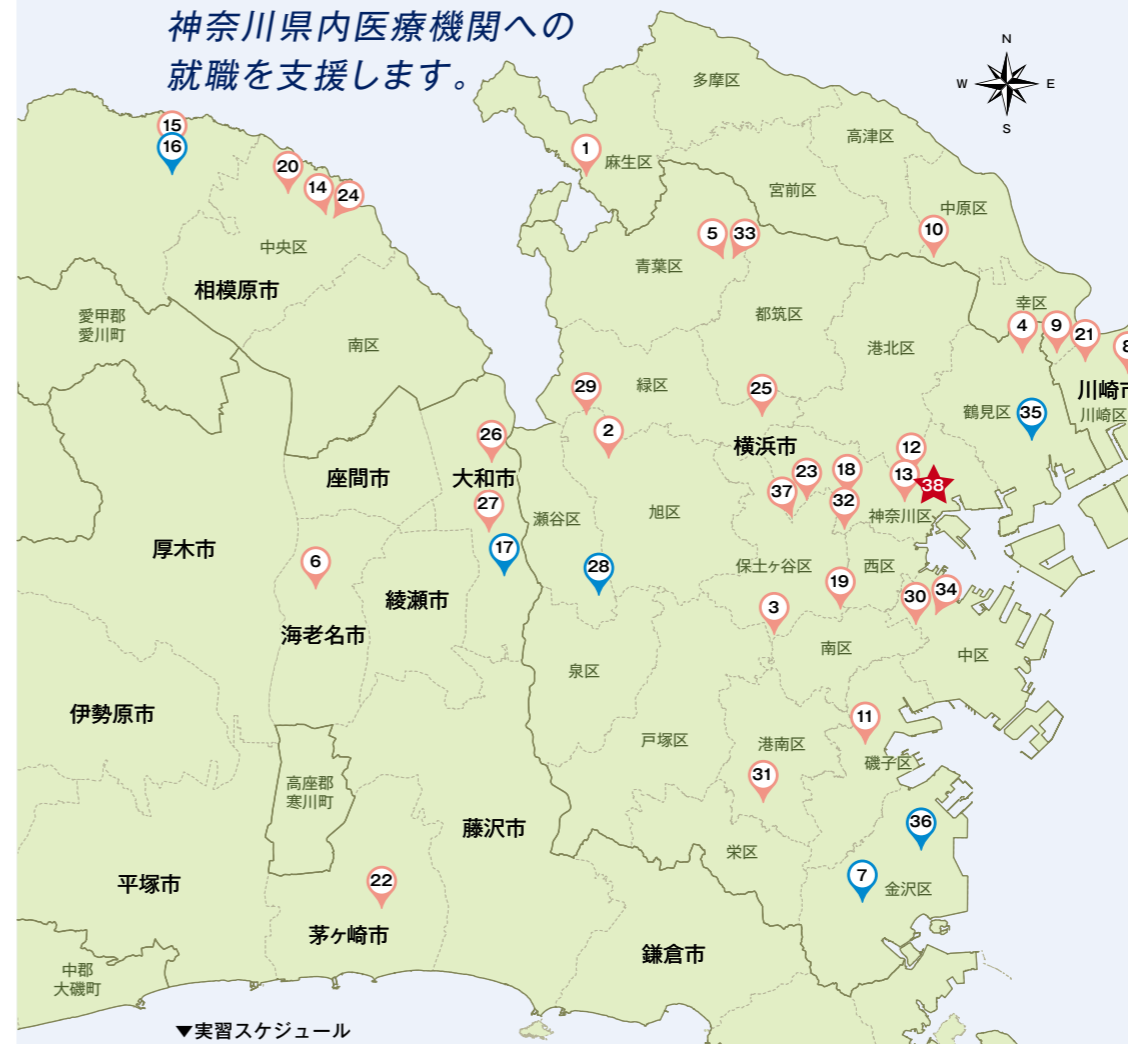 神奈川県内医療機関への
就職を支援します。
N
W
E
S
多摩区
高津区
15
16
1
麻生区
20
14
24
宮前区
中原区
10
5
33
青葉区
中央区
相模原市
幸区
4
9
21
8
愛甲郡
愛川町
都筑区
港北区
南区
川崎市
川崎区
29
緑区
25
鶴見区
35
2
26
横浜市
12
座間市
大和市
23
18
13
38
37
32
27
瀬谷区
旭区
神奈川区
厚木市
17
6
28
保土ヶ谷区
西区
綾瀬市
19
30
34
3
海老名市
南区
中区
泉区
伊勢原市
11
戸塚区
港南区
磯子区
31
高座郡
寒川町
藤沢市
36
栄区
平塚市
22
7
金沢区
茅ヶ崎市
鎌倉市
中郡
大磯町
▼実習スケジュール